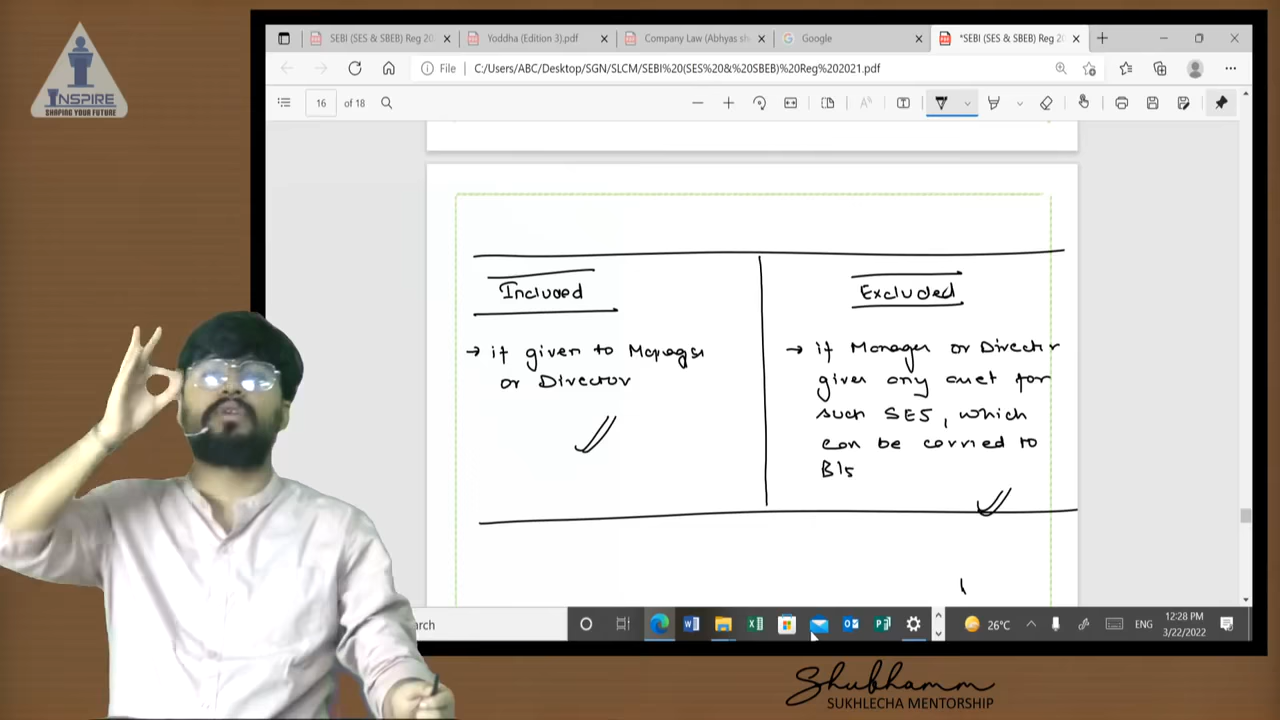 INSPIRE
SHAPING YOUR FUTURE
SEBI (SES & SBEB) Reg 20
Yoddha (Edition 3).pdf
Company Law (Abhyas sh
Google
*SEBI (SES & SBEB) Reg 20
File
C:/Users/ABC/Desktop/SGN/SLCM/SEBI%20(SES%20&%20SBEB)%20Reg%202021.pdf
16 of 18
Included
→ if given to Manager
or Director
Excluded
→ if Manager or Director
given any amt for
such SES, which
can be carried to
B/s
arch
26°C
ENG
12:28 PM
3/22/2022
Shubhamm
SUKHLECHA MENTORSHIP